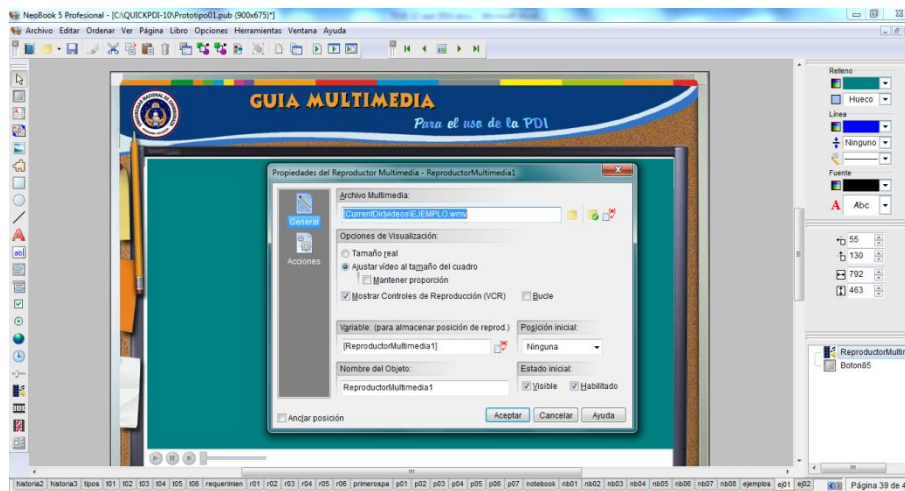 NeoBook 5 Profesional - [C:\QUICKPDI-10\Prototipo01.pub (900x675)*]
Archivo Editar Ordenar Ver Página Libro Opciones Herramientas Ventana Ayuda
GUIA MULTIMEDIA
Para el uso de la PDI
Propiedades del Reproductor Multimedia - ReproductorMultimedia1
General
Acciones
Archivo Multimedia:
[CurrentDir]videos\EJEMPLO.wmv
Opciones de Visualización:
Tamaño real
Ajustar vídeo al tamaño del cuadro
Mantener proporción
Mostrar Controles de Reproducción (VCR)
Bucle
Variable: (para almacenar posición de reprod.)
Posición inicial:
[ReproductorMultimedia1]
Ninguna
Nombre del Objeto:
Estado inicial:
ReproductorMultimedia1
Visible
Habilitado
Anclar posición
Aceptar
Cancelar
Ayuda
Relleno
Hueco
Línea
Ninguno
Fuente
A Abc
55
130
792
463
ReproductorMultim
Boton85
historia2 historia3 tipos t01 t02 t03 t04 t05 t06 requerimien r01 r02 r03 r04 r05 r06 primerospa p01 p02 p03 p04 p05 p06 p07 notebook nb01 nb02 nb03 nb04 nb05 nb06 nb07 nb08 ejemplos ej01 ej02
Página 39 de 4